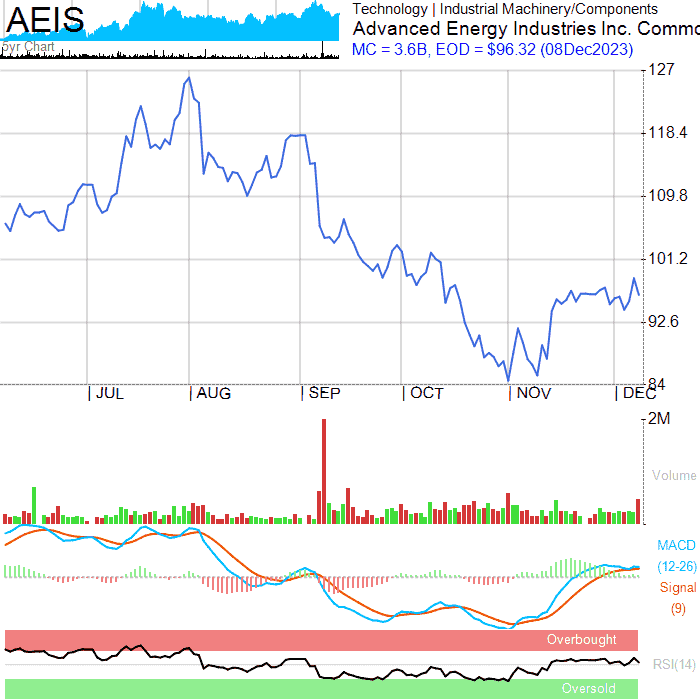 AEIS
5yr Chart
Technology | Industrial Machinery/Components
Advanced Energy Industries Inc. Commo
MC = 3.6B, EOD = $96.32 (08Dec2023)
127
118.4
109.8
101.2
92.6
84
JUL
AUG
SEP
OCT
NOV
DEC
2M
Volume
MACD
(12-26)
Signal
(9)
Overbought
RSI(14)
Oversold